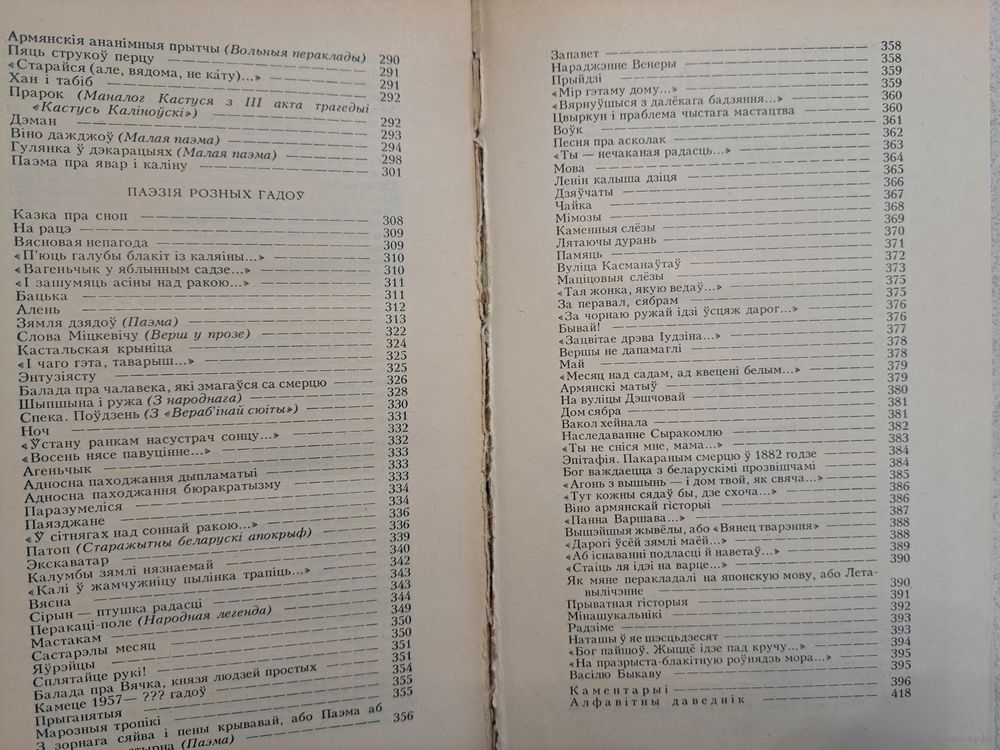 Армянскія ананімныя прытчы (Вольныя пераклады) 290
Пяць струкоў перцу 291
«Старайся (але, вядома, не ка́ту)...» 291
Хан і табіб 292
Прарок (Маналог Кастуся з III акта трагедыі
«Кастусь Каліноўскі») 292
Дэман 293
Віно дажджоў (Малая паэма) 294
Гулянка ў дэкарацыях (Малая паэма) 298
Паэма пра явар і каліну 301
ПАЭЗІЯ РОЗНЫХ ГАДОЎ
Казка пра сноп 308
На рацэ 309
Вясновая непагода 309
«П'юць галубы блакіт із каляіны...» 310
«Вагеньчык у яблынным садзе...» 310
«І зашумяць асіны над ракою...» 311
Бацька 311
Алень 312
Зямля дзядоў (Паэма) 313
Слова Міцкевічу (Верш у прозе) 322
Кастальская крыніца 324
«І чаго гэта, таварыш...» 325
Энтузіясту 325
Балада пра чалавека, які змагаўся са смерцю 326
Шыпшына і ружа (З народнага) 328
Спека. Поўдзень (З «Вераб'інай сюіты») 330
Ноч 331
«Ўстану ранкам насустрач сонцу...» 332
«Восень нясе павуцінне...» 332
Агеньчык 333
Адносна паходжання дыпламатыі 333
Адносна паходжання бюракратызму 333
Паразумеліся 334
Паязджане 334
«Ў сітнягах над соннай ракою...» 336
Патоп (Старажытны беларускі апокрыф) 336
Экскаватар 339
Калумбы зямлі нязнаемай 340
«Калі ў жамчужніцу пылінка трапіць...» 342
Вясна 343
Сірын — птушка радасці 343
Перакаці-поле (Народная легенда) 344
Мастакам 349
Састарэлы месяц 350
Яўрэйцы 350
Сплятайце рукі! 351
Балада пра Вячка, князя людзей простых 351
Камеце 1957— ??? гадоў 354
Прыганятыя 355
Марозныя тропікі 355
З зорнага сяйва і пены крывавай, або Паэма аб
(Паэма) 356
Запавет 358
Нараджэнне Венеры 358
Прыйдзі 359
«Мір гэтаму дому...» 359
«Вярнуўшыся з далёкага бадзяння...» 360
Цвыркун і праблема чыстага мастацтва 360
Воўк 361
Песня пра асколак 362
«Ты — нечаканая радасць...» 363
Мова 364
Ленін калыша дзіця 365
Дзяўчаты 366
Чайка 367
Мімозы 368
Каменныя слёзы 369
Лятаючы дурань 370
Памяць 371
Вуліца Касманаўтаў 372
Маціцовыя слёзы 373
«Тая жонка, якую ведаў...» 375
За перавал, сябрам 375
«За чорнаю ружай ідзі ўсцяж дарог...» 376
Бывай! 376
«Зацвітае дрэва Іудзіна...» 377
Вершы не дапамаглі 378
Май 378
«Месяц над садам, ад квецені белым...» 379
Армянскі матыў 379
На вуліцы Дэшчовай 380
Дом сябра 381
Вакол хейнала 381
Наследаванне Сыракомлю 382
«Ты не сніся мне, мама...» 383
Эпітафія. Пакараным смерцю ў 1882 годзе 384
Бог важдаецца з беларускімі прозвішчамі 384
«Агонь з вышынь — і дом твой, як свяча...» 385
«Тут кожны сядаў бы, дзе схоча...» 386
Віно армянскай гісторыі 386
«Панна Варшава...» 387
Вышэйшыя жывёлы, або «Вянец тварэння» 388
«Дарогі ўсёй зямлі маёй...» 388
«Аб існаванні подласці й наветаў...» 389
«Стаіць ля ідэі на варце...» 390
Як мяне перакладалі на японскую мову, або Лета-
вылічэнне 390
Прыватная гісторыя 391
Мінашукальнікі 392
Радзіме 393
Наташы ў яе шэсцьдзесят 393
«Бог пайшоў. Жыццё ідзе пад кручу...» 394
«На празрыста-блакітную роўнядзь мора...» 395
Васілю Быкаву 395
Каментарыі 396
Алфавітны даведнік 418